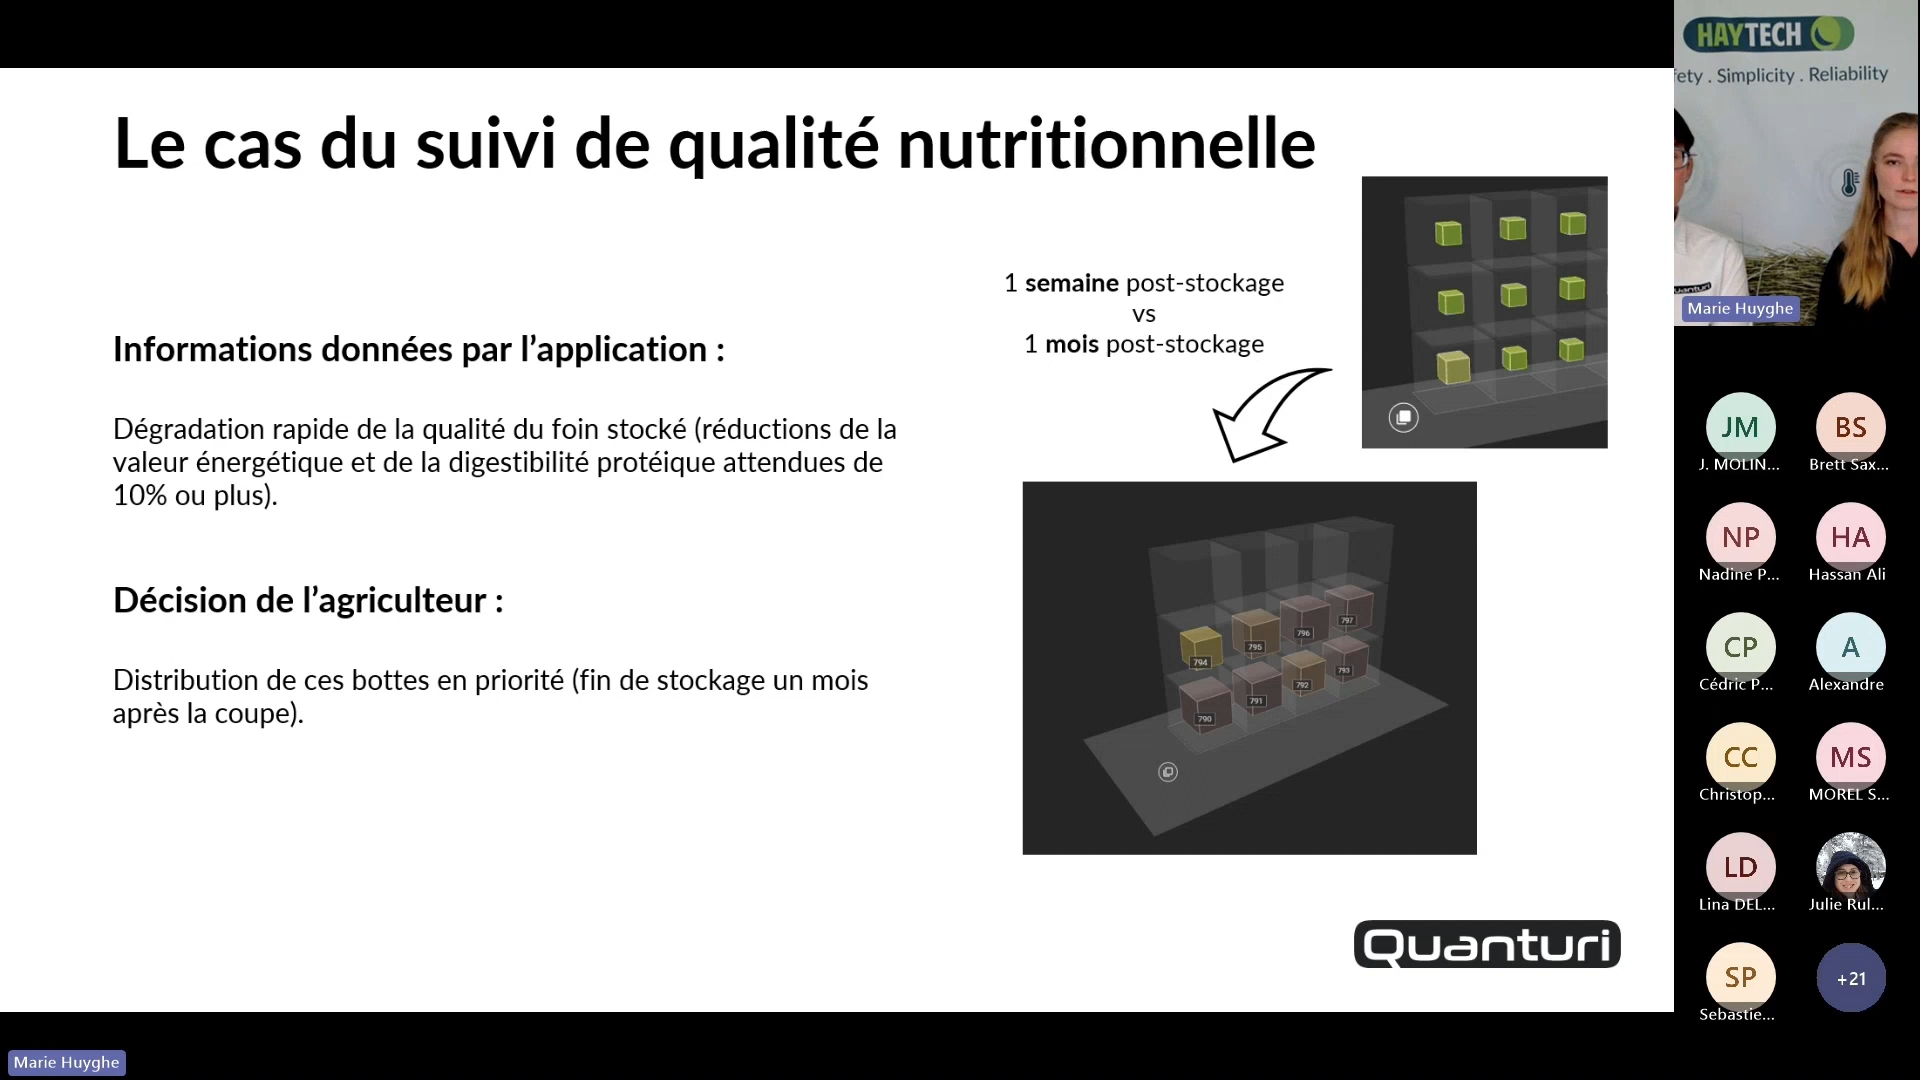 Le cas du suivi de qualité nutritionnelle
1 semaine post-stockage
vs
1 mois post-stockage
Informations données par l'application :
Dégradation rapide de la qualité du foin stocké (réductions de la
valeur énergétique et de la digestibilité protéique attendues de
10% ou plus).
Décision de l'agriculteur :
Distribution de ces bottes en priorité (fin de stockage un mois
après la coupe).
794
795
796
797
790
791
792
793
Quanturi
HAYTECH
ety . Simplicity . Reliability
uanturi
Marie Huyghe
JM
J. MOLIN...
BS
Brett Sax...
NP
Nadine P...
HA
Hassan Ali
CP
Cédric P...
A
Alexandre
CC
Christop...
MS
MOREL S...
LD
Lina DEL...
Julie Rul...
SP
Sebastie...
+21
Marie Huyghe